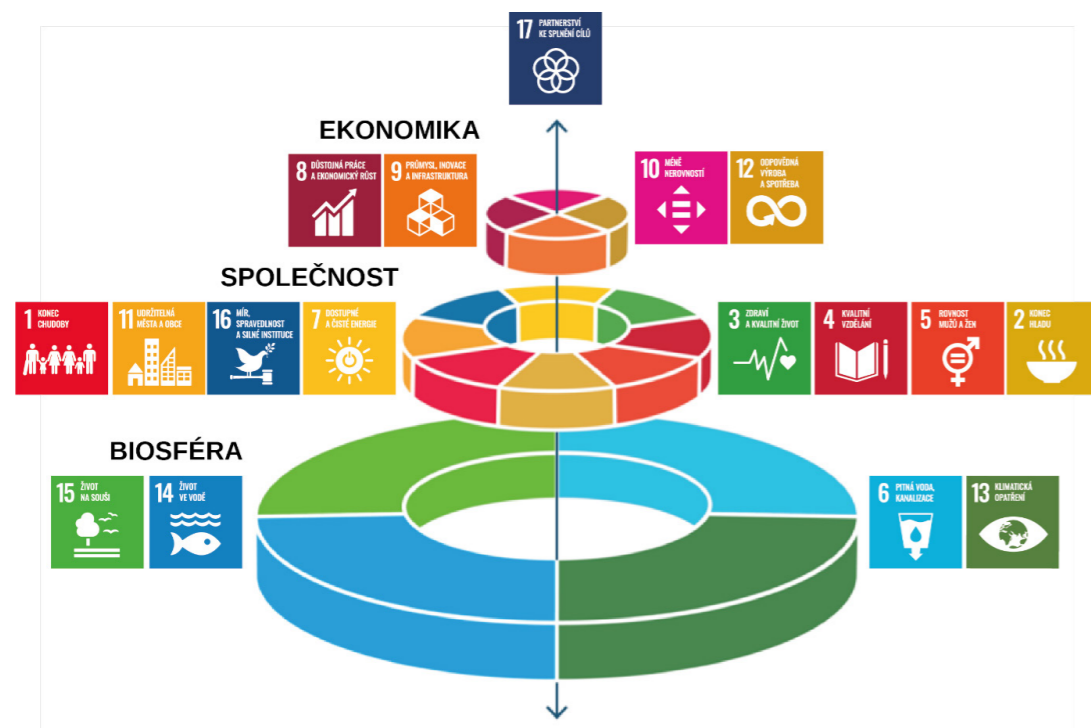 17 PARTNERSTVÍ
KE SPLNĚNÍ CÍLŮ
EKONOMIKA
8 DŮSTOJNÁ PRÁCE
A EKONOMICKÝ RŮST
9 PRŮMYSL, INOVACE
A INFRASTRUKTURA
10 MÉNĚ
NEROVNOSTÍ
12 ODPOVĚDNÁ
VÝROBA
A SPOTŘEBA
SPOLEČNOST
1 KONEC
CHUDOBY
11 UDRŽITELNÁ
MĚSTA A OBCE
16 MÍR,
SPRAVEDLNOST
A SILNÉ INSTITUCE
7 DOSTUPNÉ
A ČISTÉ ENERGIE
3 ZDRAVÍ
A KVALITNÍ ŽIVOT
4 KVALITNÍ
VZDĚLÁNÍ
5 ROVNOST
MUŽŮ A ŽEN
2 KONEC
HLADU
BIOSFÉRA
15 ŽIVOT
NA SOUŠI
14 ŽIVOT
VE VODĚ
6 PITNÁ VODA,
KANALIZACE
13 KLIMATICKÁ
OPATŘENÍ